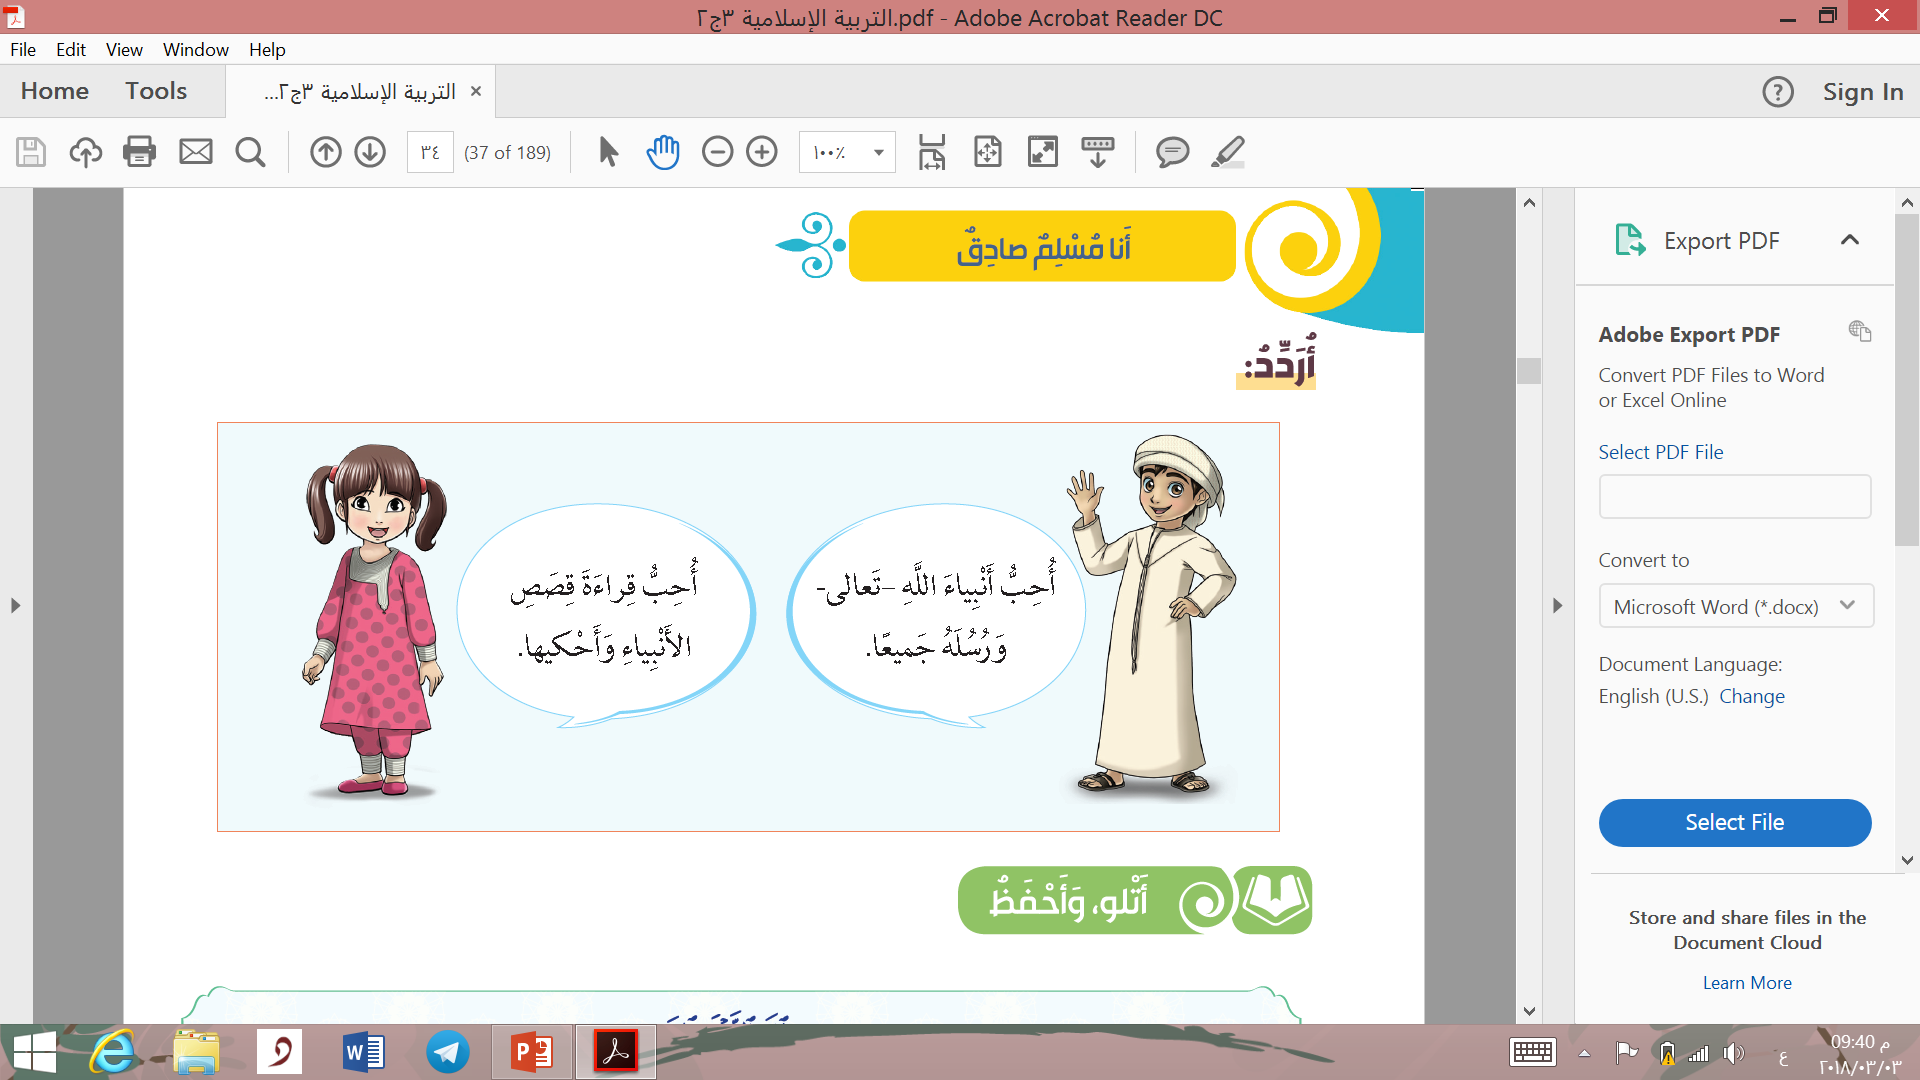 التربية الإسلامية ٣ج٢.pdf - Adobe Acrobat Reader DC
File Edit View Window Help
Home Tools التربية الإسلامية ٣ج٢... × Sign In
٣٤ (37 of 189) ١٠٠٪
أَنا مُسْلِمٌ صادِقٌ
أُرَدِّدُ:
أُحِبُّ أَنْبِياءَ اللَّهِ –تَعالى-
وَرُسُلَهُ جَميعًا.
أُحِبُّ قِراءَةَ قِصَصِ
الأَنْبِياءِ وَأَحْكيها.
أَتْلو، وَأَحْفَظُ
Export PDF
Adobe Export PDF
Convert PDF Files to Word
or Excel Online
Select PDF File
Convert to
Microsoft Word (*.docx)
Document Language:
English (U.S.) Change
Select File
Store and share files in the
Document Cloud
Learn More
ع
09:40 م
٢٠١٨/٠٣/٠٣